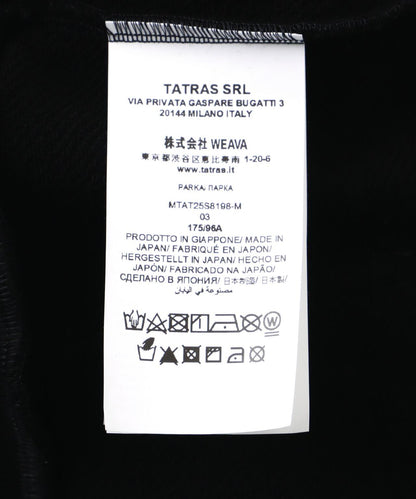 TATRAS SRL
VIA PRIVATA GASPARE BUGATTI 3
20144 MILANO ITALY
株式会社 WEAVA
東京都渋谷区恵比寿南 1-20-6
www.tatras.it
PARKA/ПАРКА
MTAT25S8198-M
03
175/96A
PRODOTTO IN GIAPPONE/ MADE IN
JAPAN/ FABRIQUÉ EN JAPON/
HERGESTELLT IN JAPAN/ HECHO EN
JAPÓN/ FABRICADO NA JAPÃO/
СДЕЛАНО В ЯПОНИЯ/ 日本制造/ 日本製/
مصنوعة في اليابان